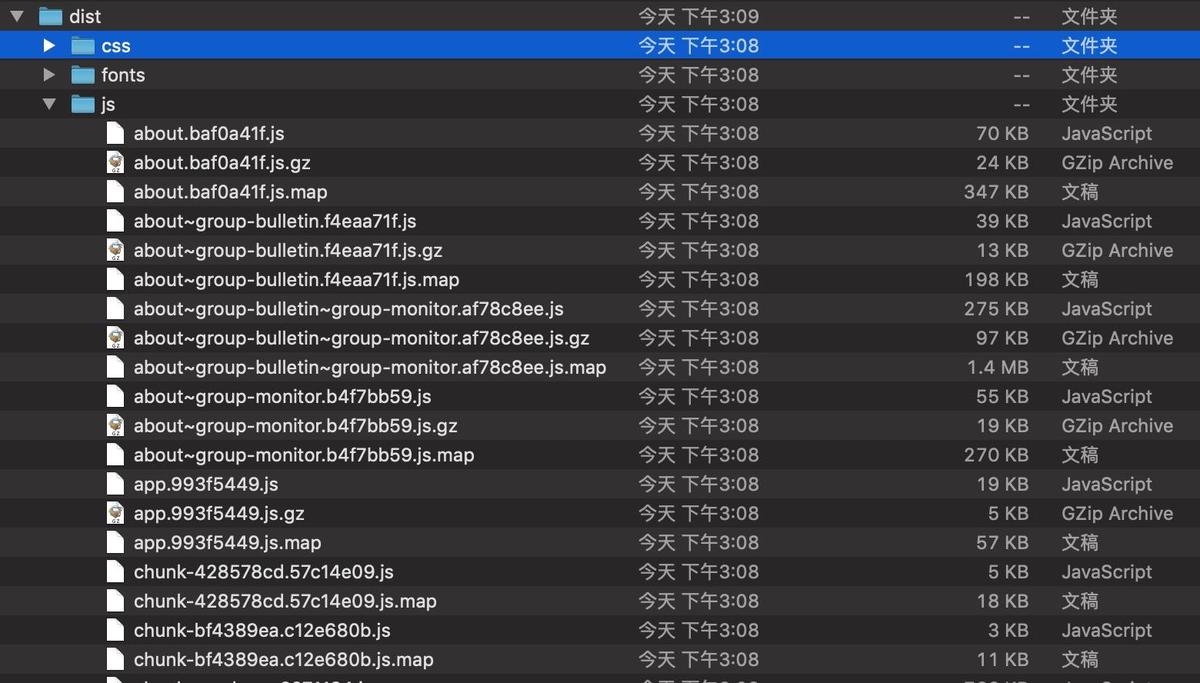 dist 今天 下午3:09 -- 文件夹
css 今天 下午3:08 -- 文件夹
fonts 今天 下午3:08 -- 文件夹
js 今天 下午3:08 -- 文件夹
about.baf0a41f.js 今天 下午3:08 70 KB JavaScript
about.baf0a41f.js.gz 今天 下午3:08 24 KB GZip Archive
about.baf0a41f.js.map 今天 下午3:08 347 KB 文稿
about~group-bulletin.f4eaa71f.js 今天 下午3:08 39 KB JavaScript
about~group-bulletin.f4eaa71f.js.gz 今天 下午3:08 13 KB GZip Archive
about~group-bulletin.f4eaa71f.js.map 今天 下午3:08 198 KB 文稿
about~group-bulletin~group-monitor.af78c8ee.js 今天 下午3:08 275 KB JavaScript
about~group-bulletin~group-monitor.af78c8ee.js.gz 今天 下午3:08 97 KB GZip Archive
about~group-bulletin~group-monitor.af78c8ee.js.map 今天 下午3:08 1.4 MB 文稿
about~group-monitor.b4f7bb59.js 今天 下午3:08 55 KB JavaScript
about~group-monitor.b4f7bb59.js.gz 今天 下午3:08 19 KB GZip Archive
about~group-monitor.b4f7bb59.js.map 今天 下午3:08 270 KB 文稿
app.993f5449.js 今天 下午3:08 19 KB JavaScript
app.993f5449.js.gz 今天 下午3:08 5 KB GZip Archive
app.993f5449.js.map 今天 下午3:08 57 KB 文稿
chunk-428578cd.57c14e09.js 今天 下午3:08 5 KB JavaScript
chunk-428578cd.57c14e09.js.map 今天 下午3:08 18 KB 文稿
chunk-bf4389ea.c12e680b.js 今天 下午3:08 3 KB JavaScript
chunk-bf4389ea.c12e680b.js.map 今天 下午3:08 11 KB 文稿